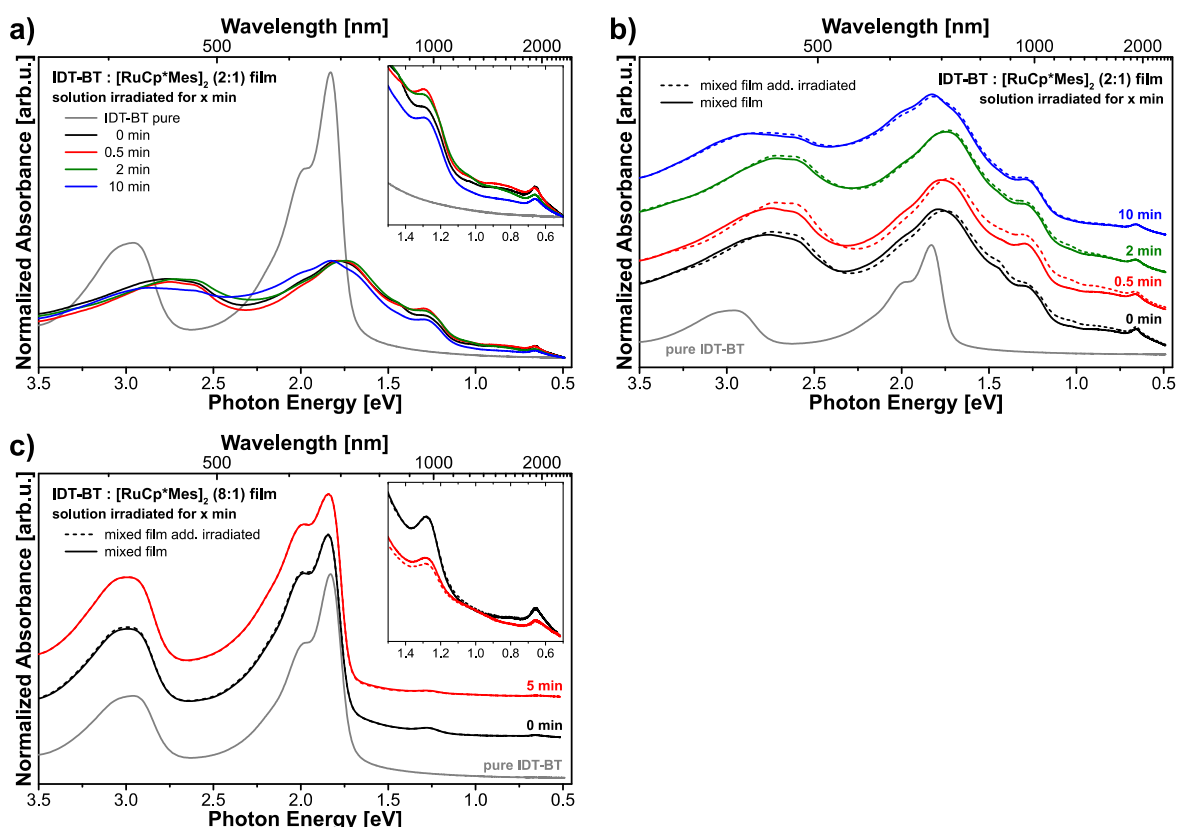 a)
Wavelength [nm]
500
1000
2000
Normalized Absorbance [arb.u.]
IDT-BT : [RuCp*Mes]₂ (2:1) film
solution irradiated for x min
IDT-BT pure
0 min
0.5 min
2 min
10 min
1.4 1.2 1.0 0.8 0.6
3.5 3.0 2.5 2.0 1.5 1.0 0.5
Photon Energy [eV]
b)
Wavelength [nm]
500
1000
2000
Normalized Absorbance [arb.u.]
mixed film add. irradiated
mixed film
IDT-BT : [RuCp*Mes]₂ (2:1) film
solution irradiated for x min
10 min
2 min
0.5 min
0 min
pure IDT-BT
3.5 3.0 2.5 2.0 1.5 1.0 0.5
Photon Energy [eV]
c)
Wavelength [nm]
500
1000
2000
Normalized Absorbance [arb.u.]
IDT-BT : [RuCp*Mes]₂ (8:1) film
solution irradiated for x min
mixed film add. irradiated
mixed film
1.4 1.2 1.0 0.8 0.6
5 min
0 min
pure IDT-BT
3.5 3.0 2.5 2.0 1.5 1.0 0.5
Photon Energy [eV]